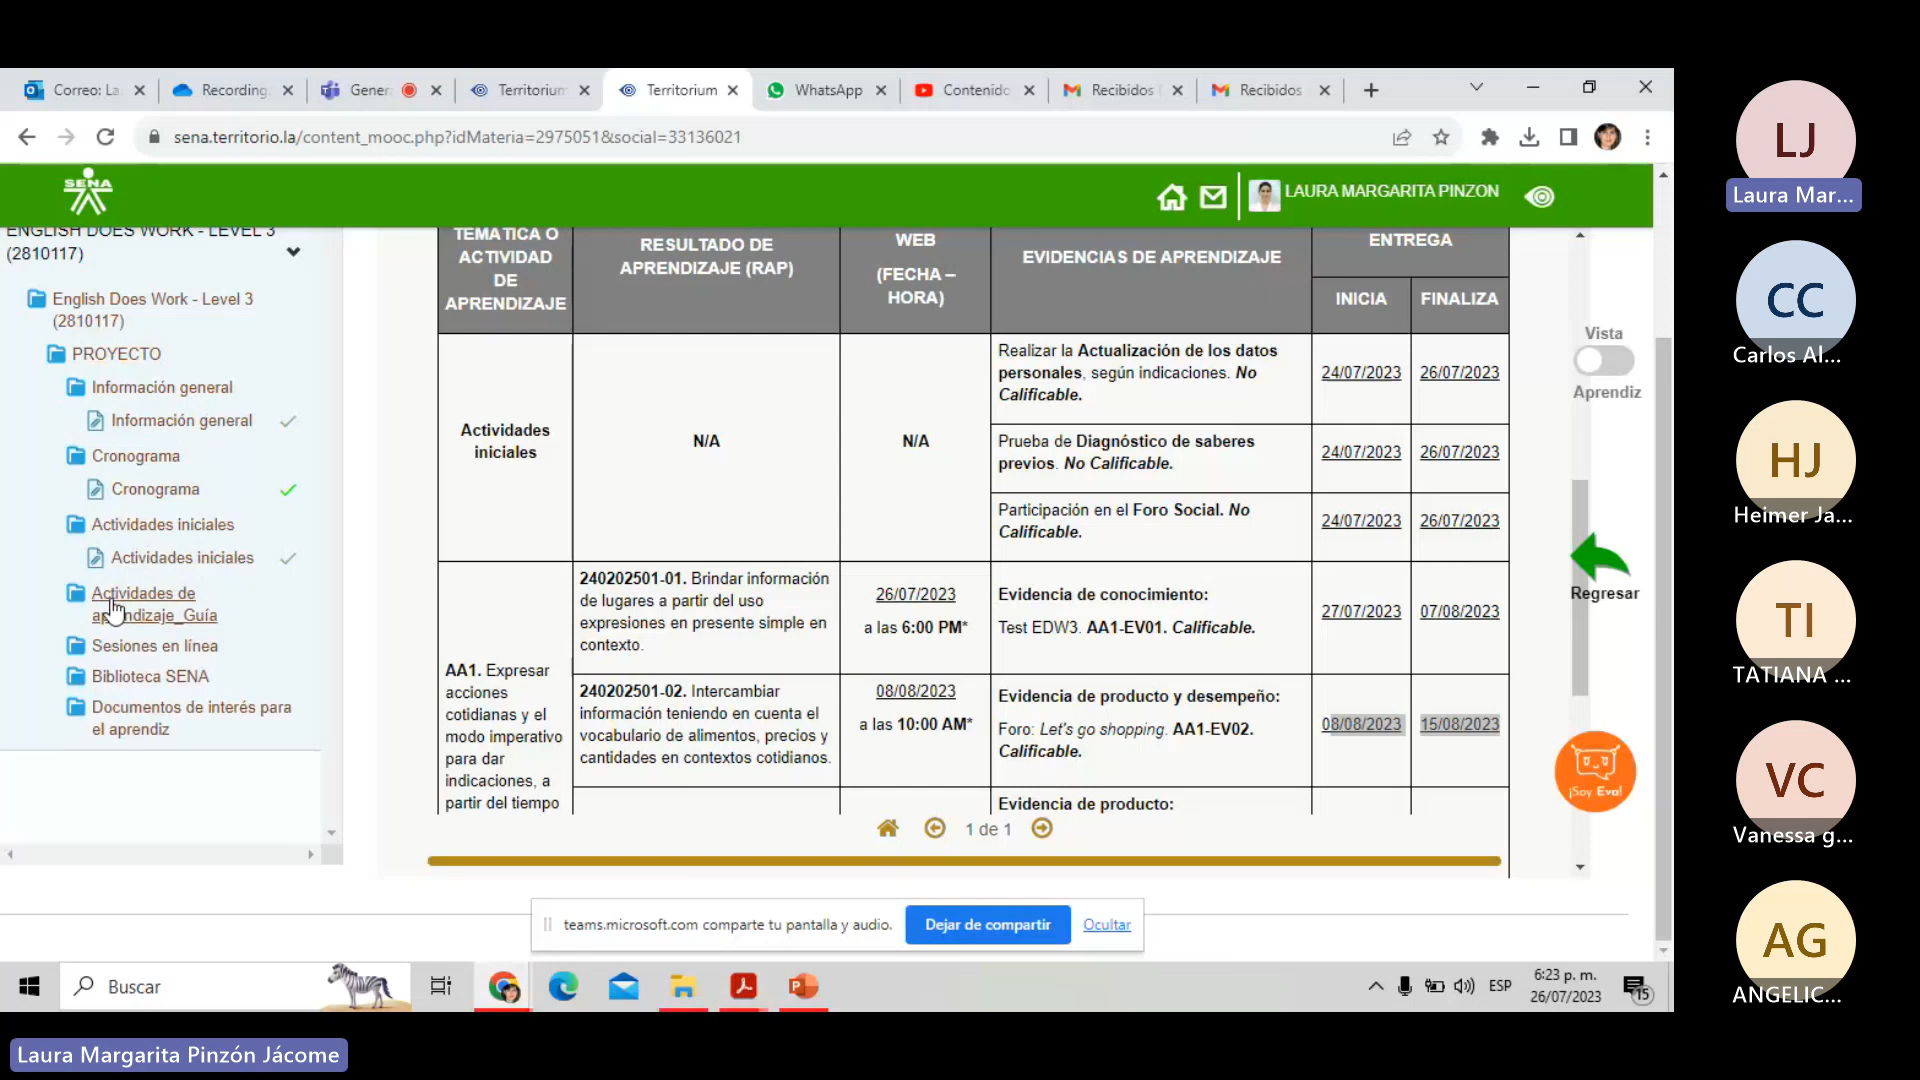 Correo: La
Recording
Gener
Territorium
Territorium
WhatsApp
Contenido
Recibidos
Recibidos
sena.territorio.la/content_mooc.php?idMateria=2975051&social=33136021
SENA
LAURA MARGARITA PINZON
ENGLISH DOES WORK - LEVEL 3
(2810117)
English Does Work - Level 3
(2810117)
PROYECTO
Información general
Información general
Cronograma
Cronograma
Actividades iniciales
Actividades iniciales
Actividades de
aprendizaje_Guía
Sesiones en línea
Biblioteca SENA
Documentos de interés para
el aprendiz
TEMÁTICA O
ACTIVIDAD
DE
APRENDIZAJE
RESULTADO DE
APRENDIZAJE (RAP)
WEB
(FECHA –
HORA)
EVIDENCIAS DE APRENDIZAJE
ENTREGA
INICIA
FINALIZA
Actividades
iniciales
N/A
N/A
Realizar la Actualización de los datos
personales, según indicaciones. No
Calificable.
24/07/2023
26/07/2023
Prueba de Diagnóstico de saberes
previos. No Calificable.
24/07/2023
26/07/2023
Participación en el Foro Social. No
Calificable.
24/07/2023
26/07/2023
AA1. Expresar
acciones
cotidianas y el
modo imperativo
para dar
indicaciones, a
partir del tiempo
240202501-01. Brindar información
de lugares a partir del uso
expresiones en presente simple en
contexto.
26/07/2023
a las 6:00 PM*
Evidencia de conocimiento:
Test EDW3. AA1-EV01. Calificable.
27/07/2023
07/08/2023
240202501-02. Intercambiar
información teniendo en cuenta el
vocabulario de alimentos, precios y
cantidades en contextos cotidianos.
08/08/2023
a las 10:00 AM*
Evidencia de producto y desempeño:
Foro: Let's go shopping. AA1-EV02.
Calificable.
08/08/2023
15/08/2023
Evidencia de producto:
1 de 1
Vista
Aprendiz
Regresar
¡Soy Eva!
teams.microsoft.com comparte tu pantalla y audio.
Dejar de compartir
Ocultar
Buscar
ESP
6:23 p. m.
26/07/2023
15
LJ
Laura Mar...
CC
Carlos Al...
HJ
Heimer Ja...
TI
TATIANA ...
VC
Vanessa g...
AG
ANGELIC...
Laura Margarita Pinzón Jácome